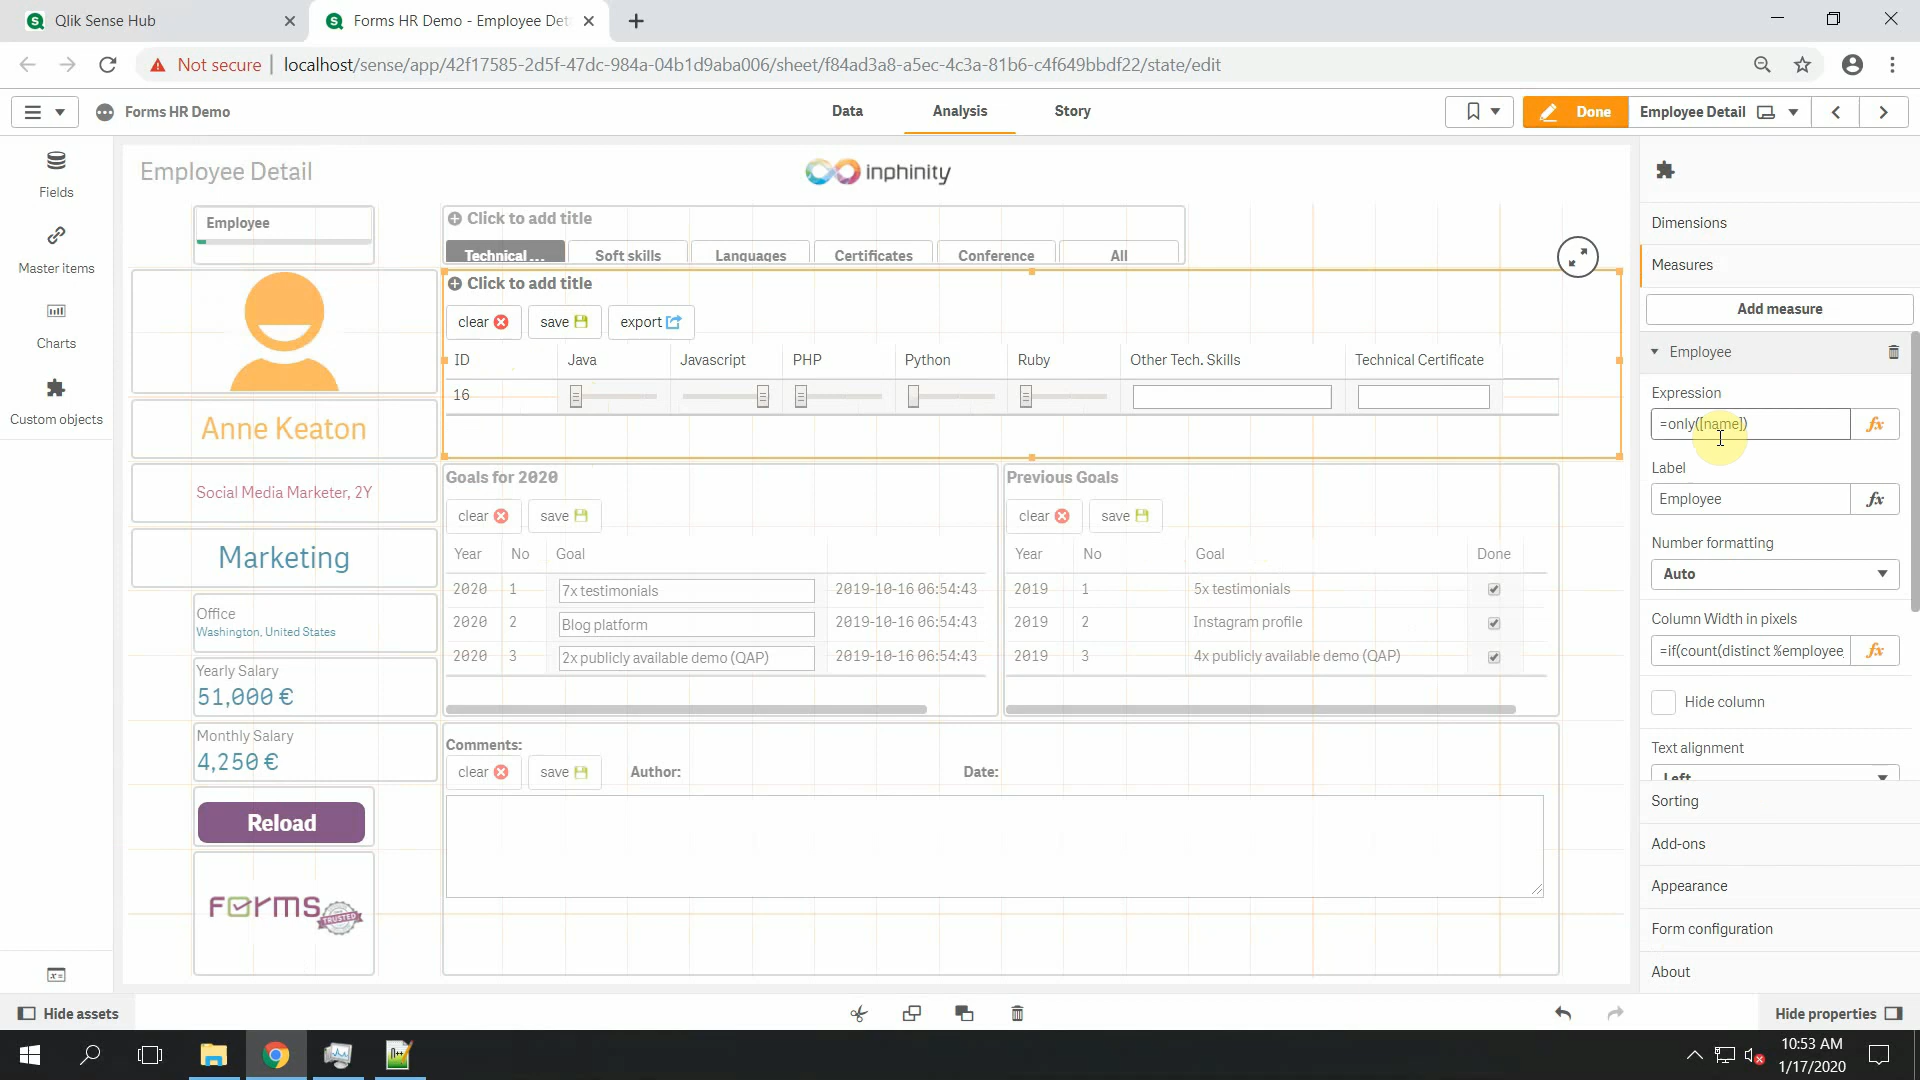 Qlik Sense Hub
Forms HR Demo - Employee Det
Not secure
localhost/sense/app/42f17585-2d5f-47dc-984a-04b1d9aba006/sheet/f84ad3a8-a5ec-4c3a-81b6-c4f649bbdf22/state/edit
Forms HR Demo
Data
Analysis
Story
Done
Employee Detail
Fields
Master items
Charts
Custom objects
Employee Detail
inphinity
Employee
Click to add title
Technical ...
Soft skills
Languages
Certificates
Conference
All
Click to add title
clear
save
export
ID
Java
Javascript
PHP
Python
Ruby
Other Tech. Skills
Technical Certificate
16
Anne Keaton
Social Media Marketer, 2Y
Marketing
Office
Washington, United States
Yearly Salary
51,000 €
Monthly Salary
4,250 €
Reload
FORMS
TRUSTED
Goals for 2020
clear
save
Year No Goal
2020 1 7x testimonials 2019-10-16 06:54:43
2020 2 Blog platform 2019-10-16 06:54:43
2020 3 2x publicly available demo (QAP) 2019-10-16 06:54:43
Previous Goals
clear
save
Year No Goal Done
2019 1 5x testimonials
2019 2 Instagram profile
2019 3 4x publicly available demo (QAP)
Comments:
clear
save
Author:
Date:
Dimensions
Measures
Add measure
Employee
Expression
=only([name])
fx
Label
Employee
fx
Number formatting
Auto
Column Width in pixels
=if(count(distinct %employee_
fx
Hide column
Text alignment
Left
Sorting
Add-ons
Appearance
Form configuration
About
Hide assets
Hide properties
10:53 AM
1/17/2020